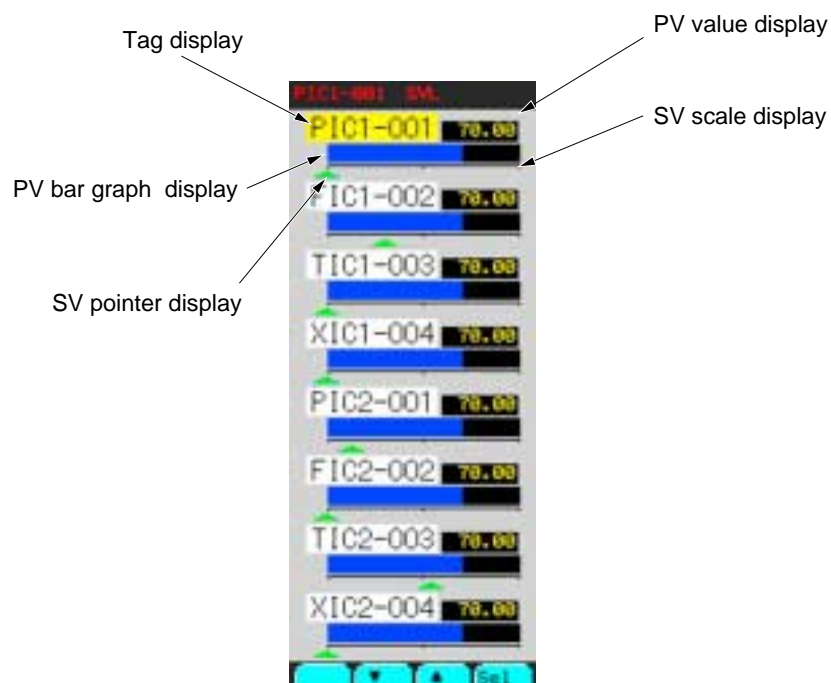 Tag display
PV value display
PIC1-001 SVL
PIC1-001 70.00
SV scale display
PV bar graph display
FIC1-002 70.00
TIC1-003 70.00
SV pointer display
XIC1-004 70.00
PIC2-001 70.00
FIC2-002 70.00
TIC2-003 70.00
XIC2-004 70.00
Sel